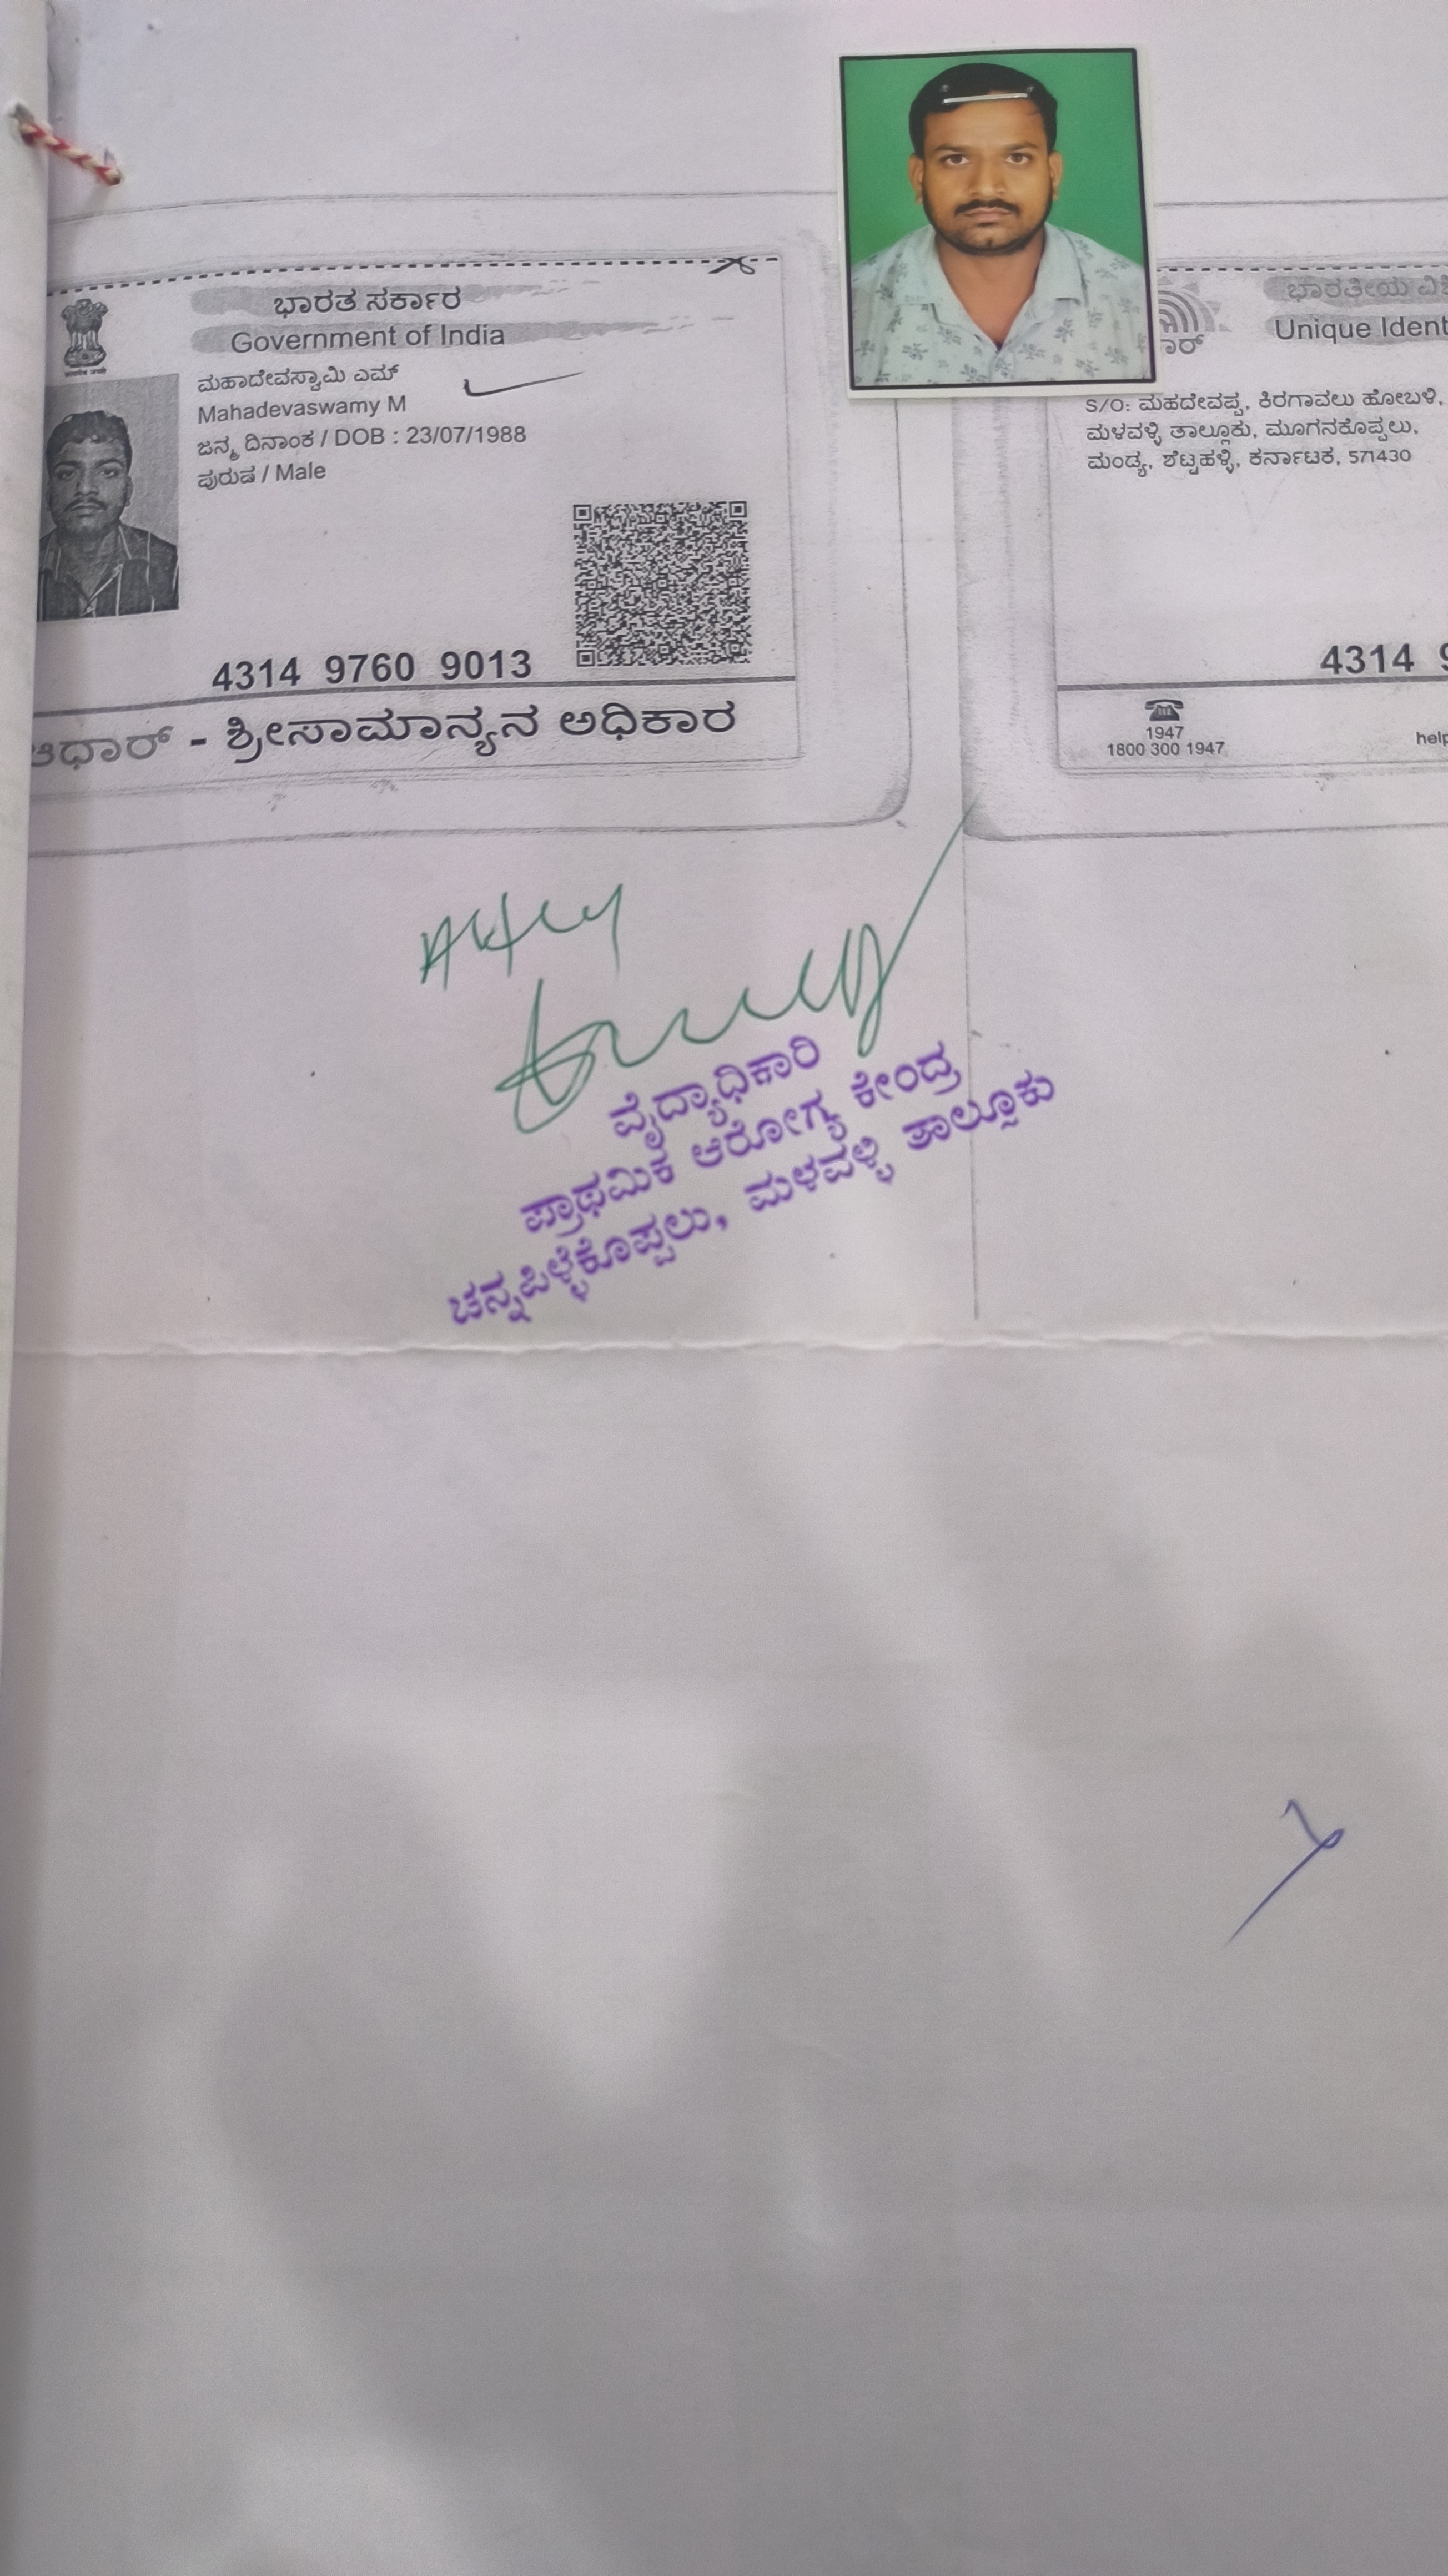 ಭಾರತ ಸರ್ಕಾರ
Government of India
ಮಹಾದೇವಸ್ವಾಮಿ ಎಮ್
Mahadevaswamy M
ಜನ್ಮ ದಿನಾಂಕ / DOB : 23/07/1988
ಪುರುಷ / Male
4314 9760 9013
ಆಧಾರ್ - ಶ್ರೀಸಾಮಾನ್ಯನ ಅಧಿಕಾರ
ಭಾರತೀಯ
Unique
S/O: ಮಹದೇವಪ್ಪ, ಕಿರಗಾವಲು ಹೋಬಳಿ,
ಮಳವಳ್ಳಿ ತಾಲ್ಲೂಕು, ಮೂಗನಕೊಪ್ಪಲು,
ಮಂಡ್ಯ, ಶೆಟ್ಟಹಳ್ಳಿ, ಕರ್ನಾಟಕ, 571430
4314
1947
1800 300 1947
ವೈದ್ಯಾಧಿಕಾರಿ
ಪ್ರಾಥಮಿಕ ಆರೋಗ್ಯ ಕೇಂದ್ರ
ಚನ್ನಪಿಳ್ಳೆಕೊಪ್ಪಲು, ಮಳವಳ್ಳಿ ತಾಲ್ಲೂಕು